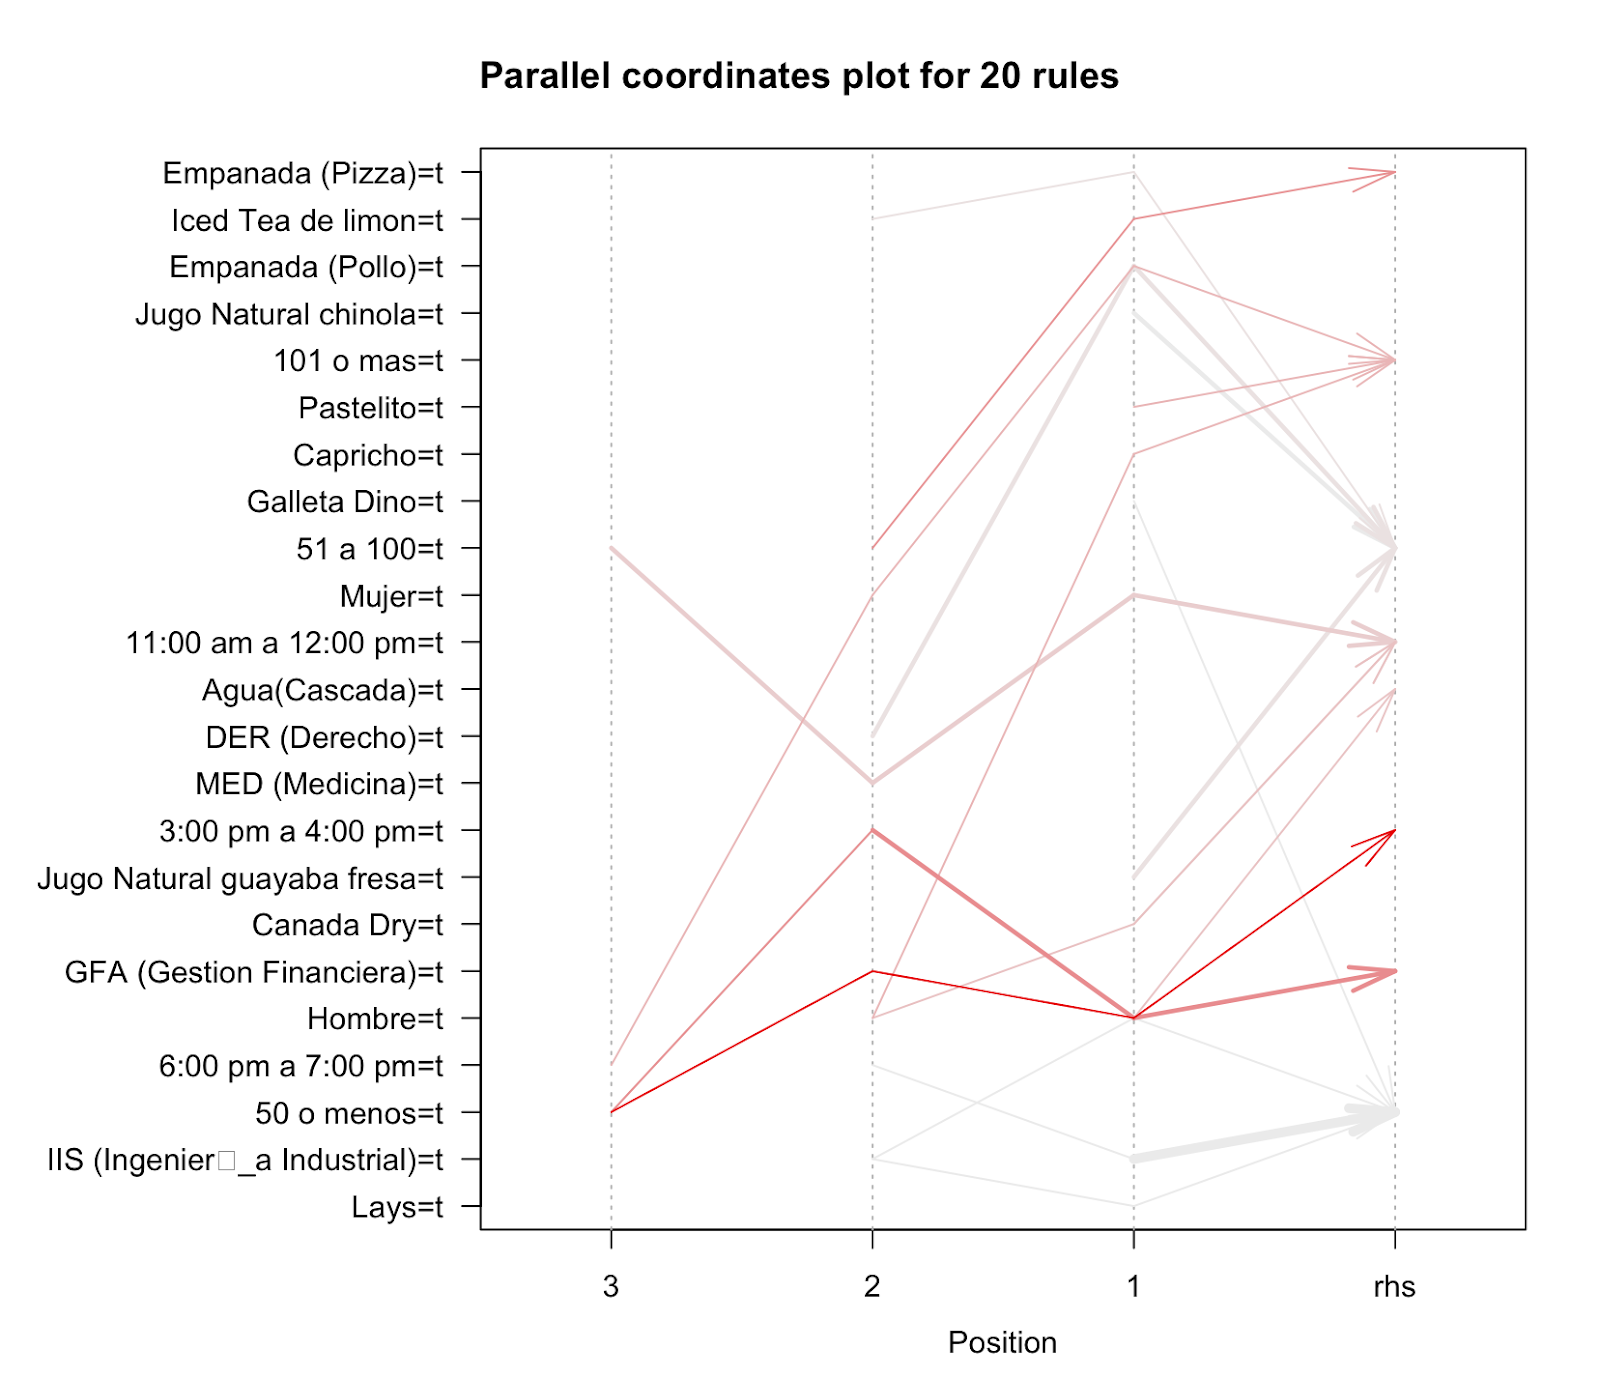 Parallel coordinates plot for 20 rules
Empanada (Pizza)=t
Iced Tea de limon=t
Empanada (Pollo)=t
Jugo Natural chinola=t
101 o mas=t
Pastelito=t
Capricho=t
Galleta Dino=t
51 a 100=t
Mujer=t
11:00 am a 12:00 pm=t
Agua(Cascada)=t
DER (Derecho)=t
MED (Medicina)=t
3:00 pm a 4:00 pm=t
Jugo Natural guayaba fresa=t
Canada Dry=t
GFA (Gestion Financiera)=t
Hombre=t
6:00 pm a 7:00 pm=t
50 o menos=t
IIS (Ingenier□_a Industrial)=t
Lays=t
3 2 1 rhs
Position